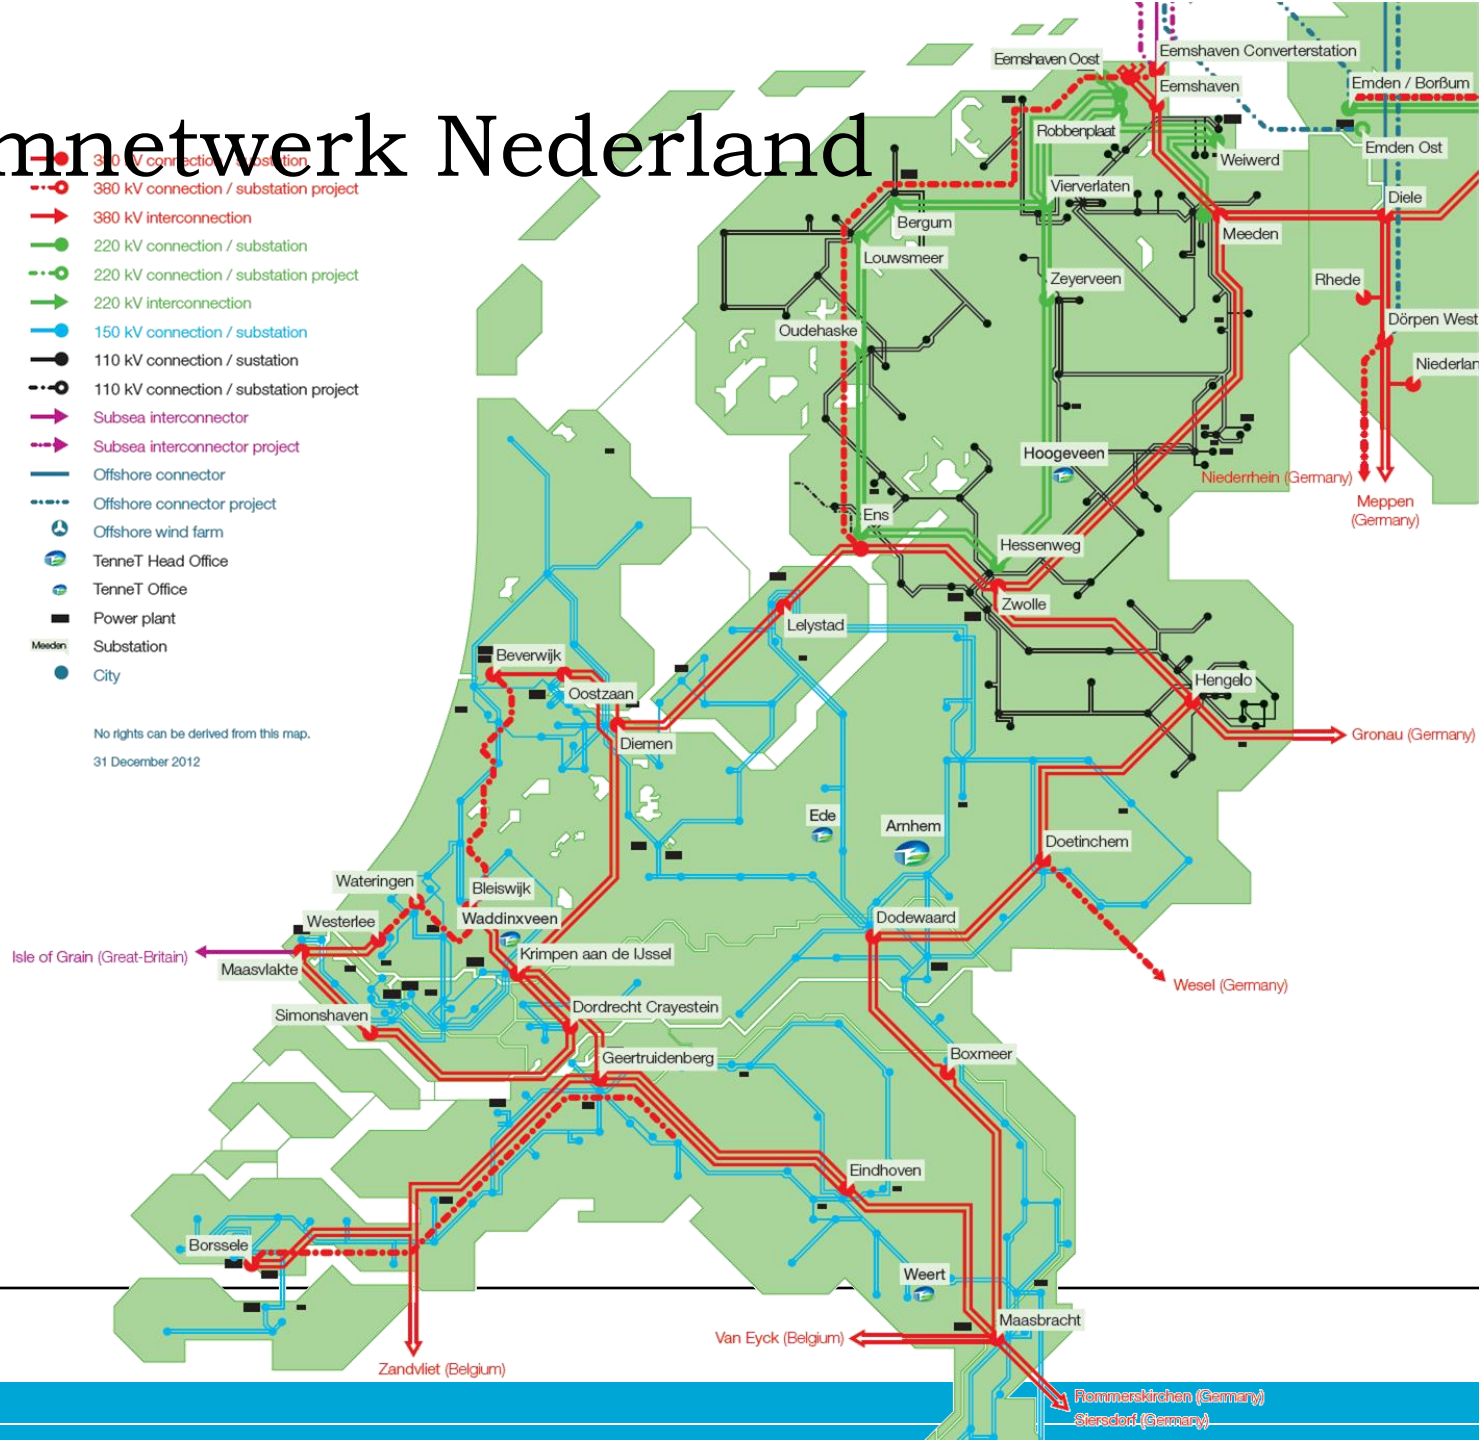 mnetwerk Nederland
380 kV connection / substation
380 kV connection / substation project
380 kV interconnection
220 kV connection / substation
220 kV connection / substation project
220 kV interconnection
150 kV connection / substation
110 kV connection / sustation
110 kV connection / substation project
Subsea interconnector
Subsea interconnector project
Offshore connector
Offshore connector project
Offshore wind farm
TenneT Head Office
TenneT Office
Power plant
Meeden
Substation
City
No rights can be derived from this map.
31 December 2012
Eemshaven Oost
Eemshaven Converterstation
Eemshaven
Emden / Borßum
Robbenplaat
Weiwerd
Emden Ost
Vierverlaten
Diele
Bergum
Meeden
Louwsmeer
Zeyerveen
Rhede
Oudehaske
Dörpen West
Niederlan
Hoogeveen
Niederrhein (Germany)
Meppen
(Germany)
Ens
Hessenweg
Zwolle
Lelystad
Beverwijk
Oostzaan
Hengelo
Diemen
Gronau (Germany)
Ede
Arnhem
Doetinchem
Wateringen
Bleiswijk
Westerlee
Waddinxveen
Dodewaard
Isle of Grain (Great-Britain)
Maasvlakte
Krimpen aan de IJssel
Wesel (Germany)
Simonshaven
Dordrecht Crayestein
Geertruidenberg
Boxmeer
Eindhoven
Borssele
Weert
Maasbracht
Van Eyck (Belgium)
Zandvliet (Belgium)
Rommerskirchen (Germany)
Siersdorf (Germany)